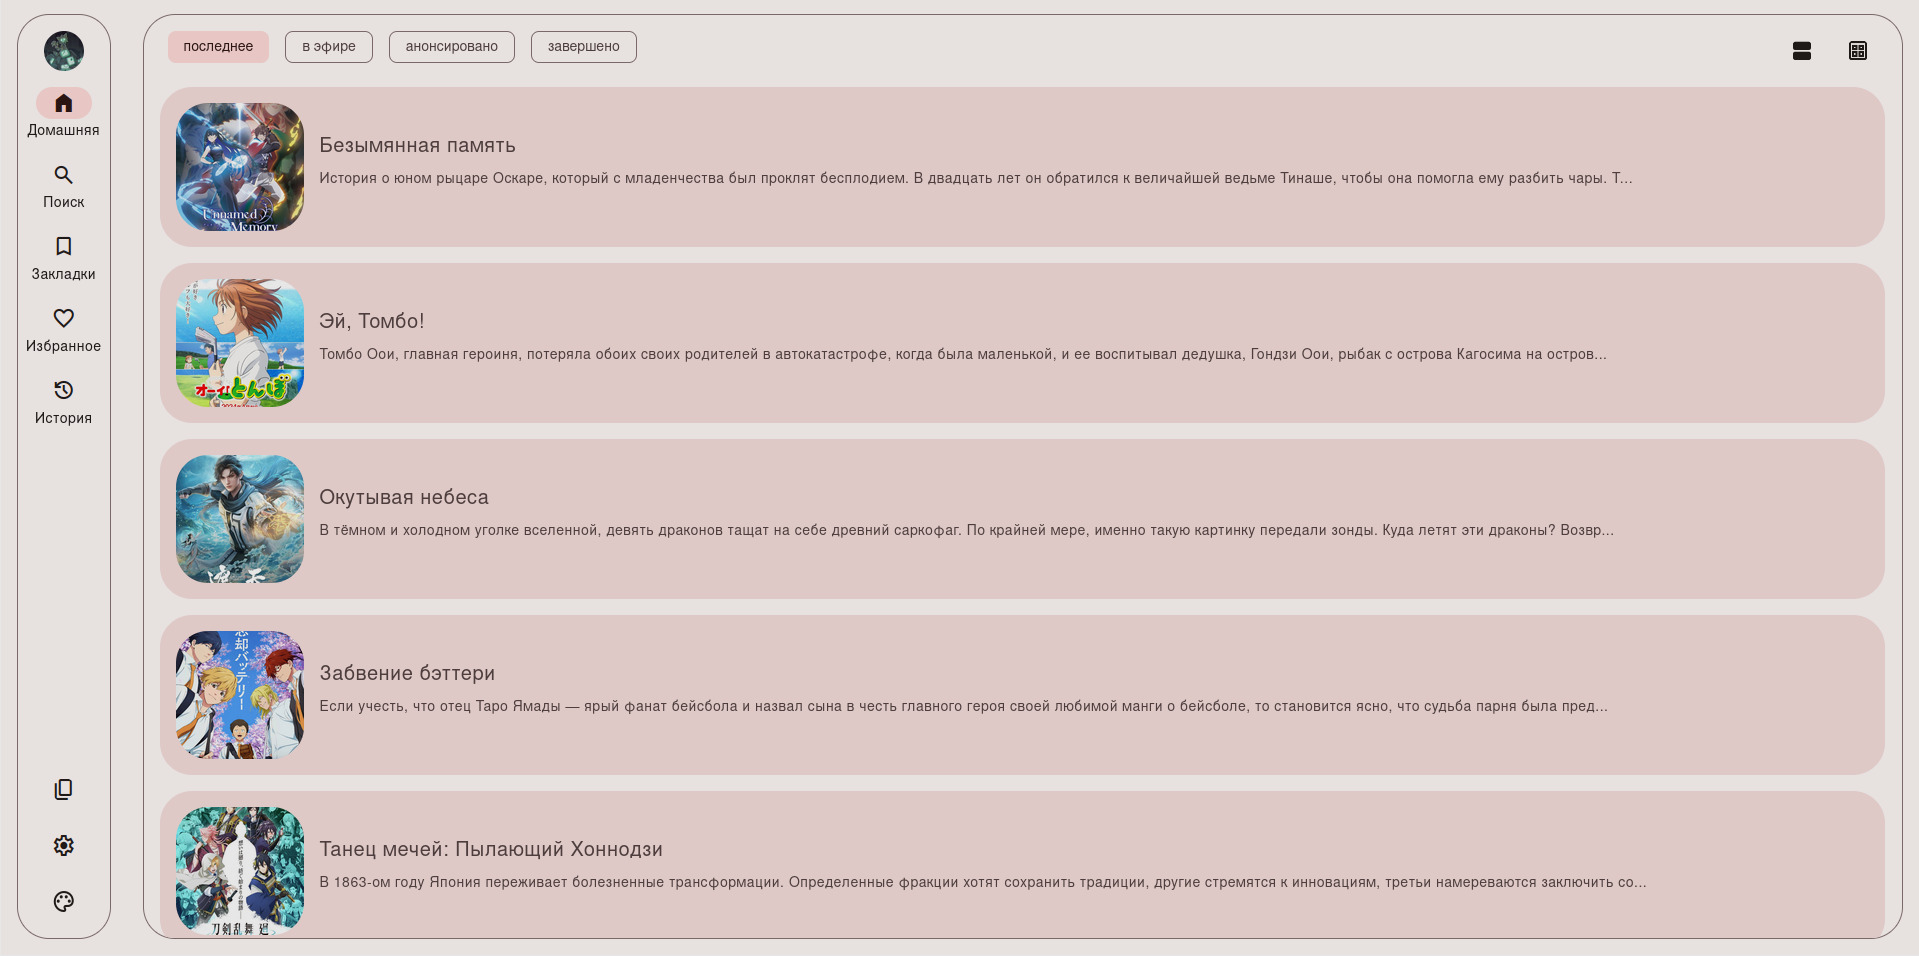 последнее
в эфире
анонсировано
завершено
Домашняя
Поиск
Закладки
Избранное
История
Безымянная память
История о юном рыцаре Оскаре, который с младенчества был проклят бесплодием. В двадцать лет он обратился к величайшей ведьме Тинаше, чтобы она помогла ему разбить чары. Т...
Unnamed
Memory
Эй, Томбо!
Томбо Оои, главная героиня, потеряла обоих своих родителей в автокатастрофе, когда была маленькой, и ее воспитывал дедушка, Гондзи Оои, рыбак с острова Кагосима на остров...
オーイ!とんぼ
Окутывая небеса
В тёмном и холодном уголке вселенной, девять драконов тащат на себе древний саркофаг. По крайней мере, именно такую картинку передали зонды. Куда летят эти драконы? Возвр...
Забвение бэттери
Если учесть, что отец Таро Ямады — ярый фанат бейсбола и назвал сына в честь главного героя своей любимой манги о бейсболе, то становится ясно, что судьба парня была пред...
忘却バッテリー
Танец мечей: Пылающий Хоннодзи
В 1863-ом году Япония переживает болезненные трансформации. Определенные фракции хотят сохранить традиции, другие стремятся к инновациям, третьи намереваются заключить со...
刀剣乱舞 廻